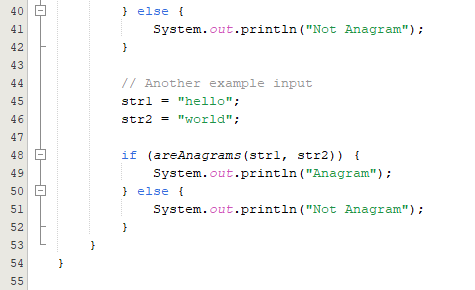 40 } else {
41 System.out.println("Not Anagram");
42 }
43
44 // Another example input
45 str1 = "hello";
46 str2 = "world";
47
48 if (areAnagrams(str1, str2)) {
49 System.out.println("Anagram");
50 } else {
51 System.out.println("Not Anagram");
52 }
53 }
54 }
55